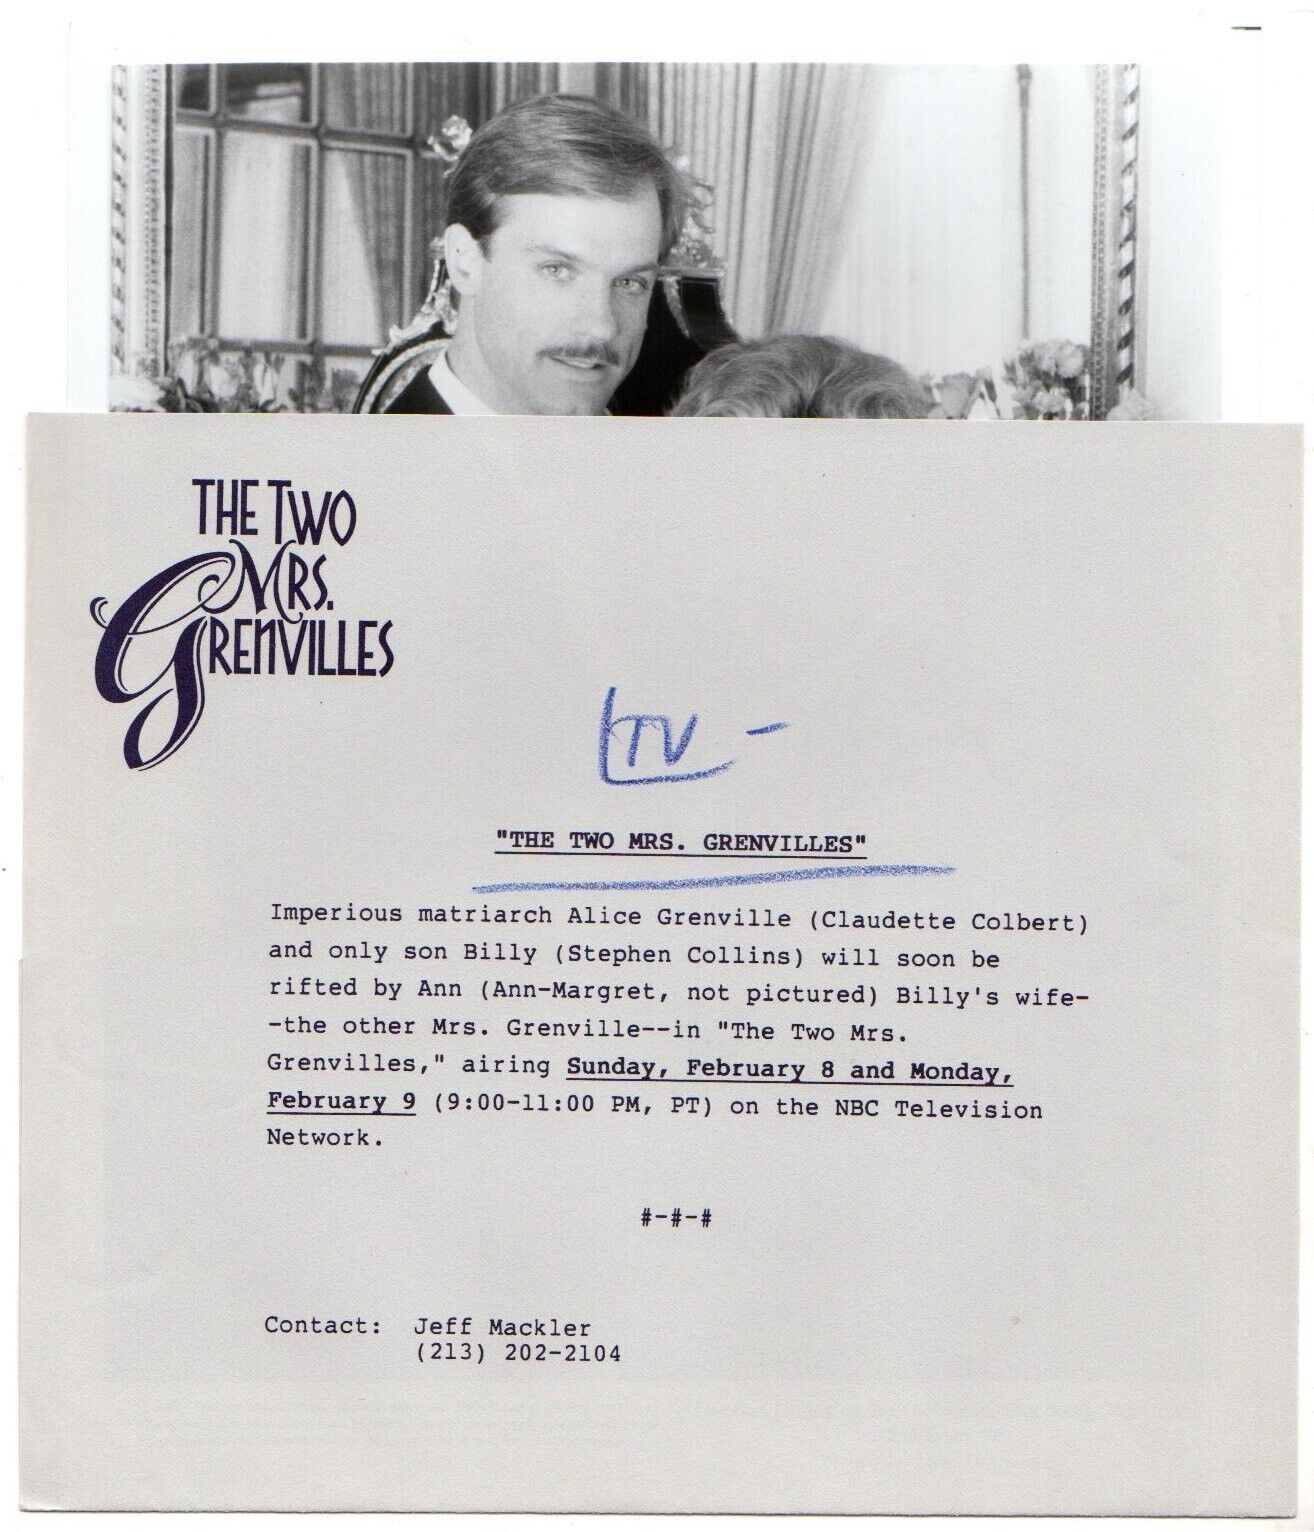 THE TWO
MRS.
GRENVILLES
TV -
"THE TWO MRS. GRENVILLES"
Imperious matriarch Alice Grenville (Claudette Colbert)
and only son Billy (Stephen Collins) will soon be
rifted by Ann (Ann-Margret, not pictured) Billy's wife-
-the other Mrs. Grenville--in "The Two Mrs.
Grenvilles," airing Sunday, February 8 and Monday,
February 9 (9:00-11:00 PM, PT) on the NBC Television
Network.
#-#-#
Contact: Jeff Mackler
(213) 202-2104